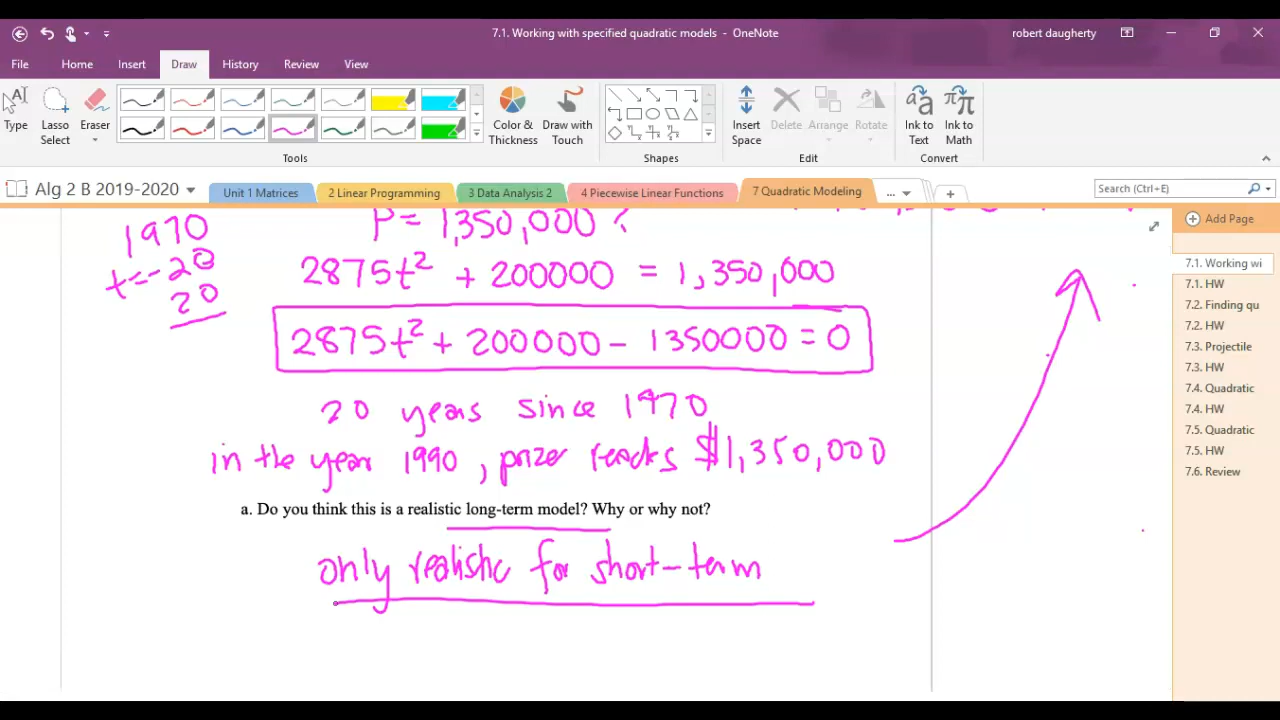 7.1. Working with specified quadratic models - OneNote
robert daugherty
File Home Insert Draw History Review View
Type
Lasso Select
Eraser
Color & Thickness
Draw with Touch
Insert Space
Delete
Arrange
Rotate
Ink to Text
Ink to Math
Tools
Shapes
Edit
Convert
Alg 2 B 2019-2020
Unit 1 Matrices
2 Linear Programming
3 Data Analysis 2
4 Piecewise Linear Functions
7 Quadratic Modeling
...
Search (Ctrl+E)
Add Page
7.1. Working wi
7.1. HW
7.2. Finding qu
7.2. HW
7.3. Projectile
7.3. HW
7.4. Quadratic
7.4. HW
7.5. Quadratic
7.5. HW
7.6. Review
1970
t=-20
20
P = 1,350,000 ?
2875t² + 200000 = 1,350,000
2875t² + 200000 - 1350000 = 0
20 years since 1970
in the year 1990, prize reach $1,350,000
a. Do you think this is a realistic long-term model? Why or why not?
only realistic for short-term